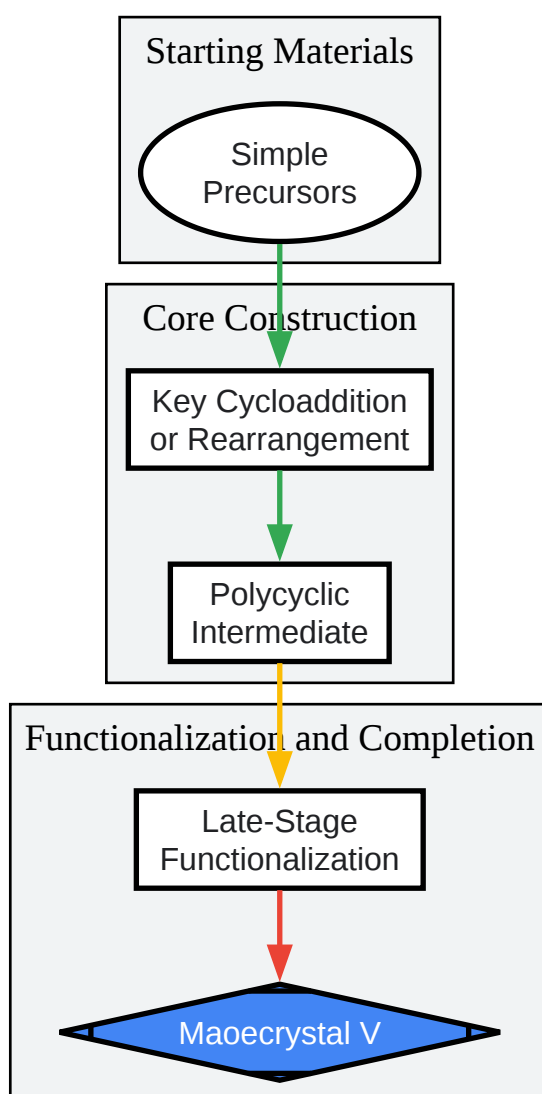 Starting Materials
Simple
Precursors
Core Construction
Key Cycloaddition
or Rearrangement
Polycyclic
Intermediate
Functionalization and Completion
Late-Stage
Functionalization
Maoecrystal V